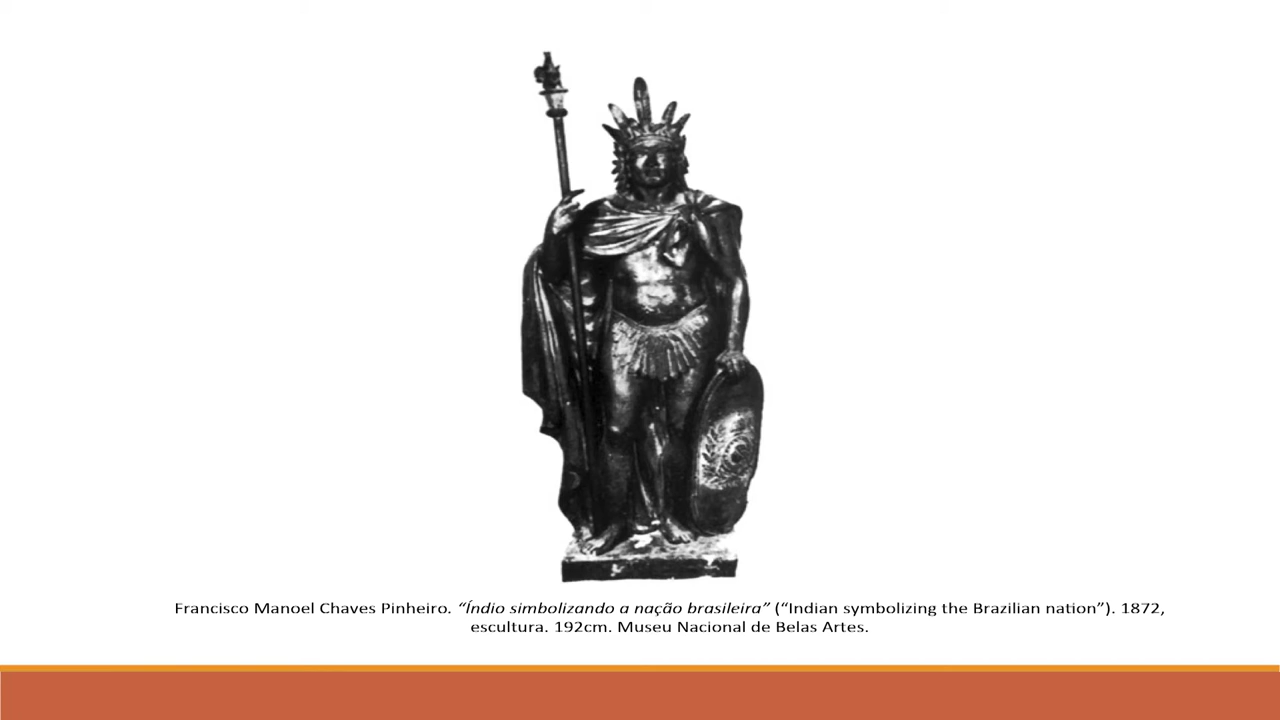 Francisco Manoel Chaves Pinheiro. “Índio simbolizando a nação brasileira” (“Indian symbolizing the Brazilian nation”). 1872,
escultura. 192cm. Museu Nacional de Belas Artes.